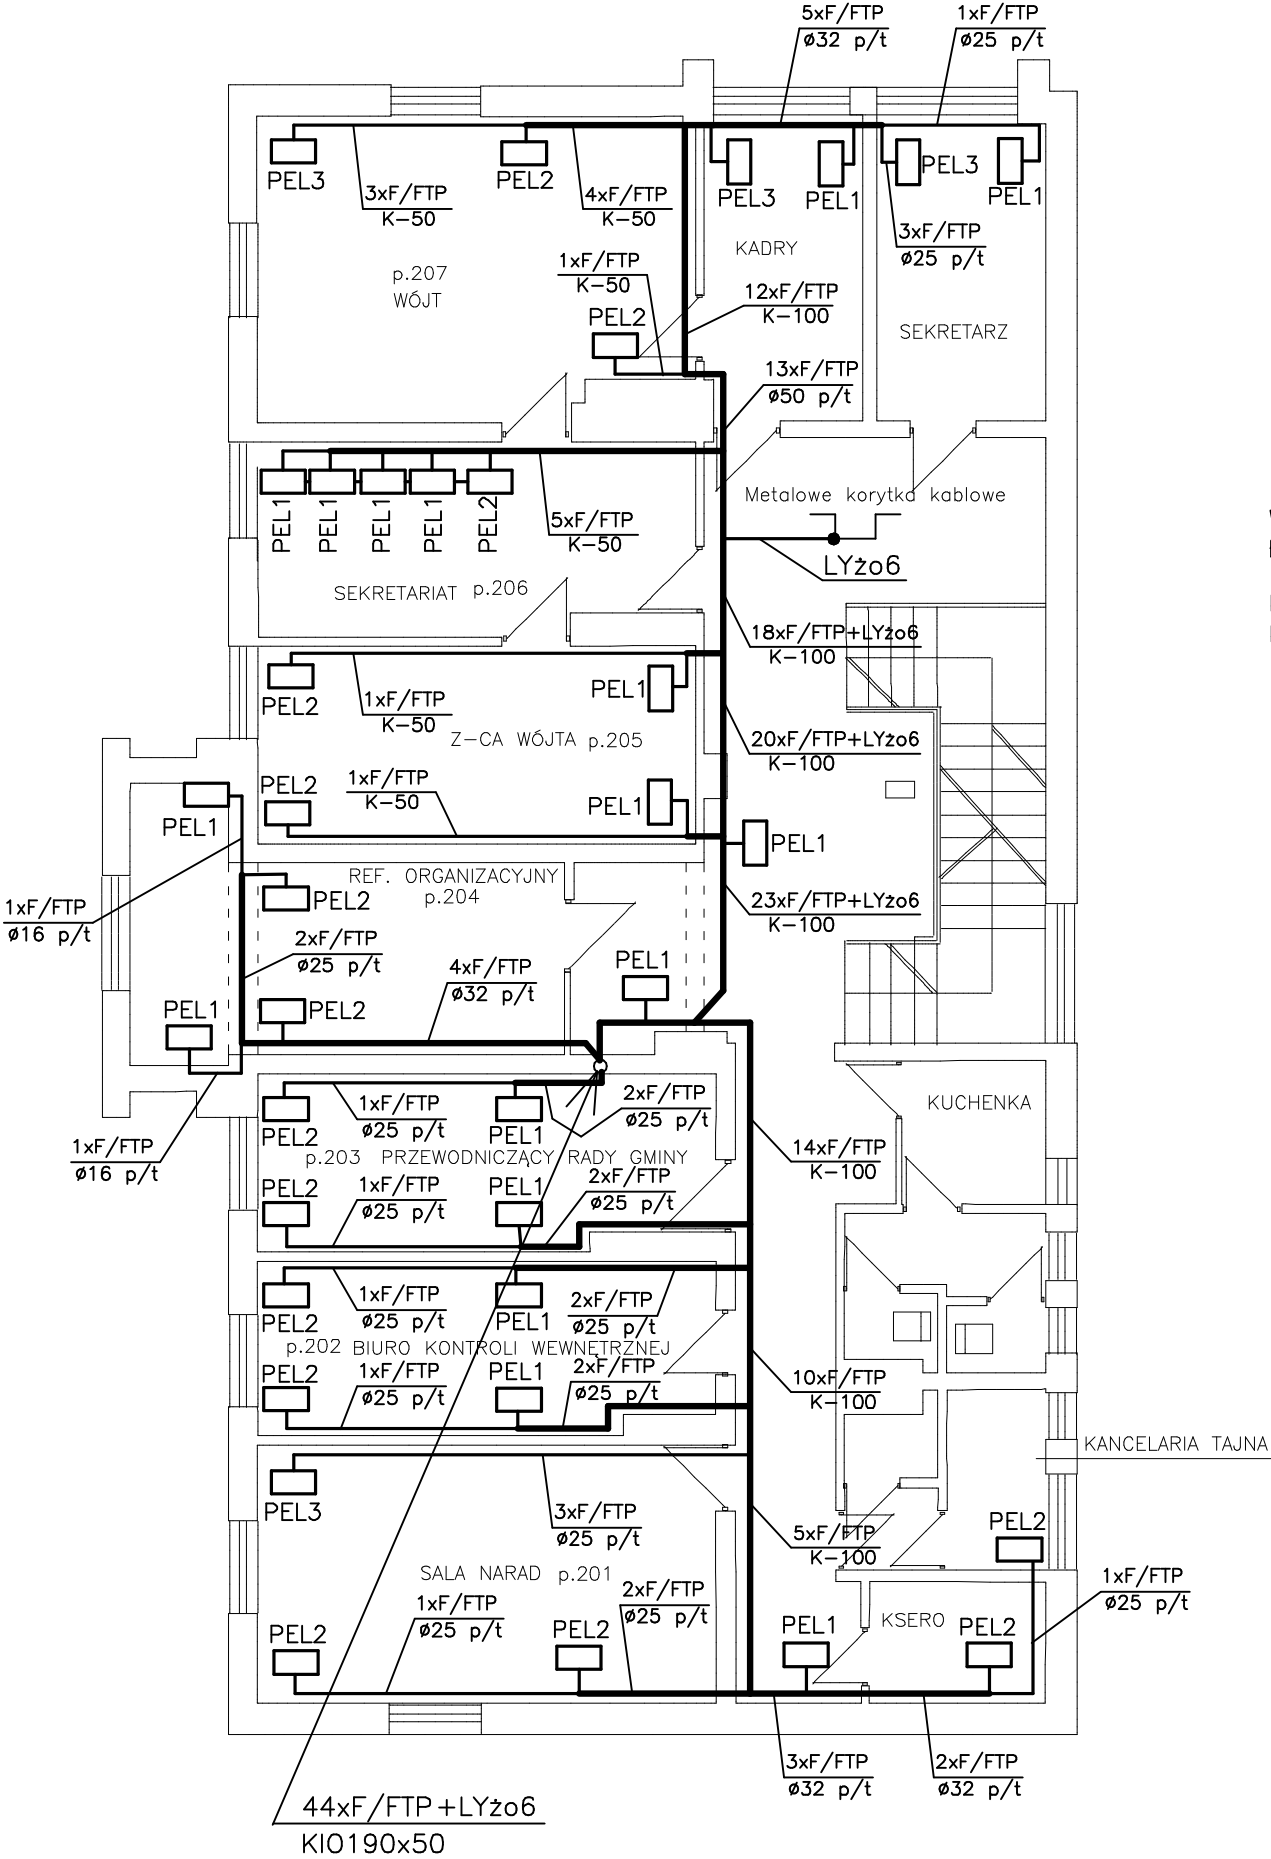 5xF/FTP
ø32 p/t
1xF/FTP
ø25 p/t
PEL3
PEL2
PEL3
PEL1
PEL3
PEL1
3xF/FTP
K-50
4xF/FTP
K-50
3xF/FTP
ø25 p/t
KADRY
1xF/FTP
K-50
p.207
WÓJT
12xF/FTP
K-100
PEL2
SEKRETARZ
13xF/FTP
ø50 p/t
PEL1
PEL1
PEL1
PEL1
PEL2
Metalowe korytka kablowe
5xF/FTP
K-50
LYżo6
SEKRETARIAT p.206
18xF/FTP+LYżo6
K-100
PEL2
PEL1
1xF/FTP
K-50
Z-CA WÓJTA p.205
20xF/FTP+LYżo6
K-100
PEL2
1xF/FTP
K-50
PEL1
PEL1
PEL1
REF. ORGANIZACYJNY
p.204
PEL2
1xF/FTP
ø16 p/t
23xF/FTP+LYżo6
K-100
2xF/FTP
ø25 p/t
4xF/FTP
ø32 p/t
PEL1
PEL1
PEL2
1xF/FTP
ø25 p/t
2xF/FTP
ø25 p/t
KUCHENKA
PEL2
PEL1
1xF/FTP
ø16 p/t
14xF/FTP
K-100
p.203 PRZEWODNICZĄCY RADY GMINY
PEL2
1xF/FTP
ø25 p/t
PEL1
2xF/FTP
ø25 p/t
1xF/FTP
ø25 p/t
2xF/FTP
ø25 p/t
PEL2
PEL1
p.202 BIURO KONTROLI WEWNĘTRZNEJ
PEL2
1xF/FTP
ø25 p/t
PEL1
2xF/FTP
ø25 p/t
10xF/FTP
K-100
KANCELARIA TAJNA
PEL3
3xF/FTP
ø25 p/t
PEL2
5xF/FTP
K-100
SALA NARAD p.201
1xF/FTP
ø25 p/t
2xF/FTP
ø25 p/t
1xF/FTP
ø25 p/t
PEL2
PEL2
PEL1
KSERO
PEL2
3xF/FTP
ø32 p/t
2xF/FTP
ø32 p/t
44xF/FTP+LYżo6
KIO190x50